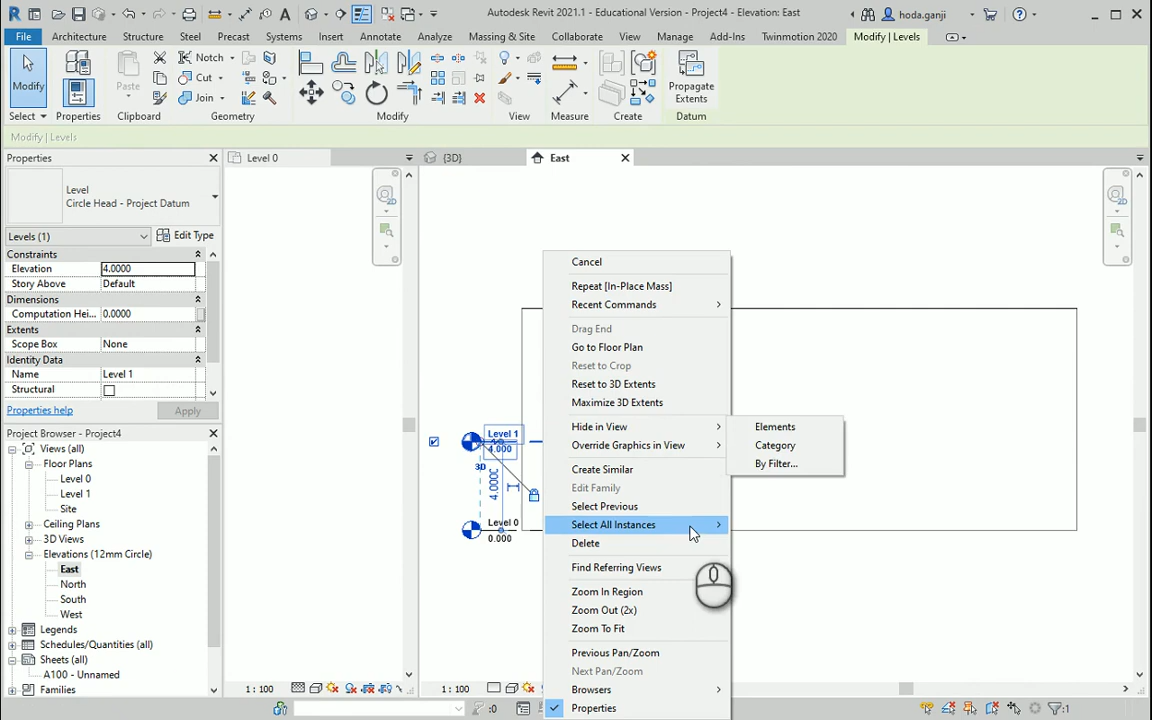 Autodesk Revit 2021.1 - Educational Version - Project4 - Elevation: East
hoda.ganji
File Architecture Structure Steel Precast Systems Insert Annotate Analyze Massing & Site Collaborate View Manage Add-Ins Twinmotion 2020 Modify | Levels
Modify
Select
Properties
Paste
Clipboard
Notch
Cut
Join
Geometry
Modify
View
Measure
Create
Propagate
Extents
Datum
Modify | Levels
Properties
Level
Circle Head - Project Datum
Levels (1)
Edit Type
Constraints
Elevation 4.0000
Story Above Default
Dimensions
Computation Hei... 0.0000
Extents
Scope Box None
Identity Data
Name Level 1
Structural
Properties help
Apply
Project Browser - Project4
Views (all)
Floor Plans
Level 0
Level 1
Site
Ceiling Plans
3D Views
Elevations (12mm Circle)
East
North
South
West
Legends
Schedules/Quantities (all)
Sheets (all)
A100 - Unnamed
Families
Level 0
{3D}
East
2D
2D
Level 1
4.000
3D
4.0000
Level 0
0.000
Cancel
Repeat [In-Place Mass]
Recent Commands
Drag End
Go to Floor Plan
Reset to Crop
Reset to 3D Extents
Maximize 3D Extents
Hide in View
Override Graphics in View
Create Similar
Edit Family
Select Previous
Select All Instances
Delete
Find Referring Views
Zoom In Region
Zoom Out (2x)
Zoom To Fit
Previous Pan/Zoom
Next Pan/Zoom
Browsers
Properties
Elements
Category
By Filter...
1 : 100
1 : 100
:0
:1